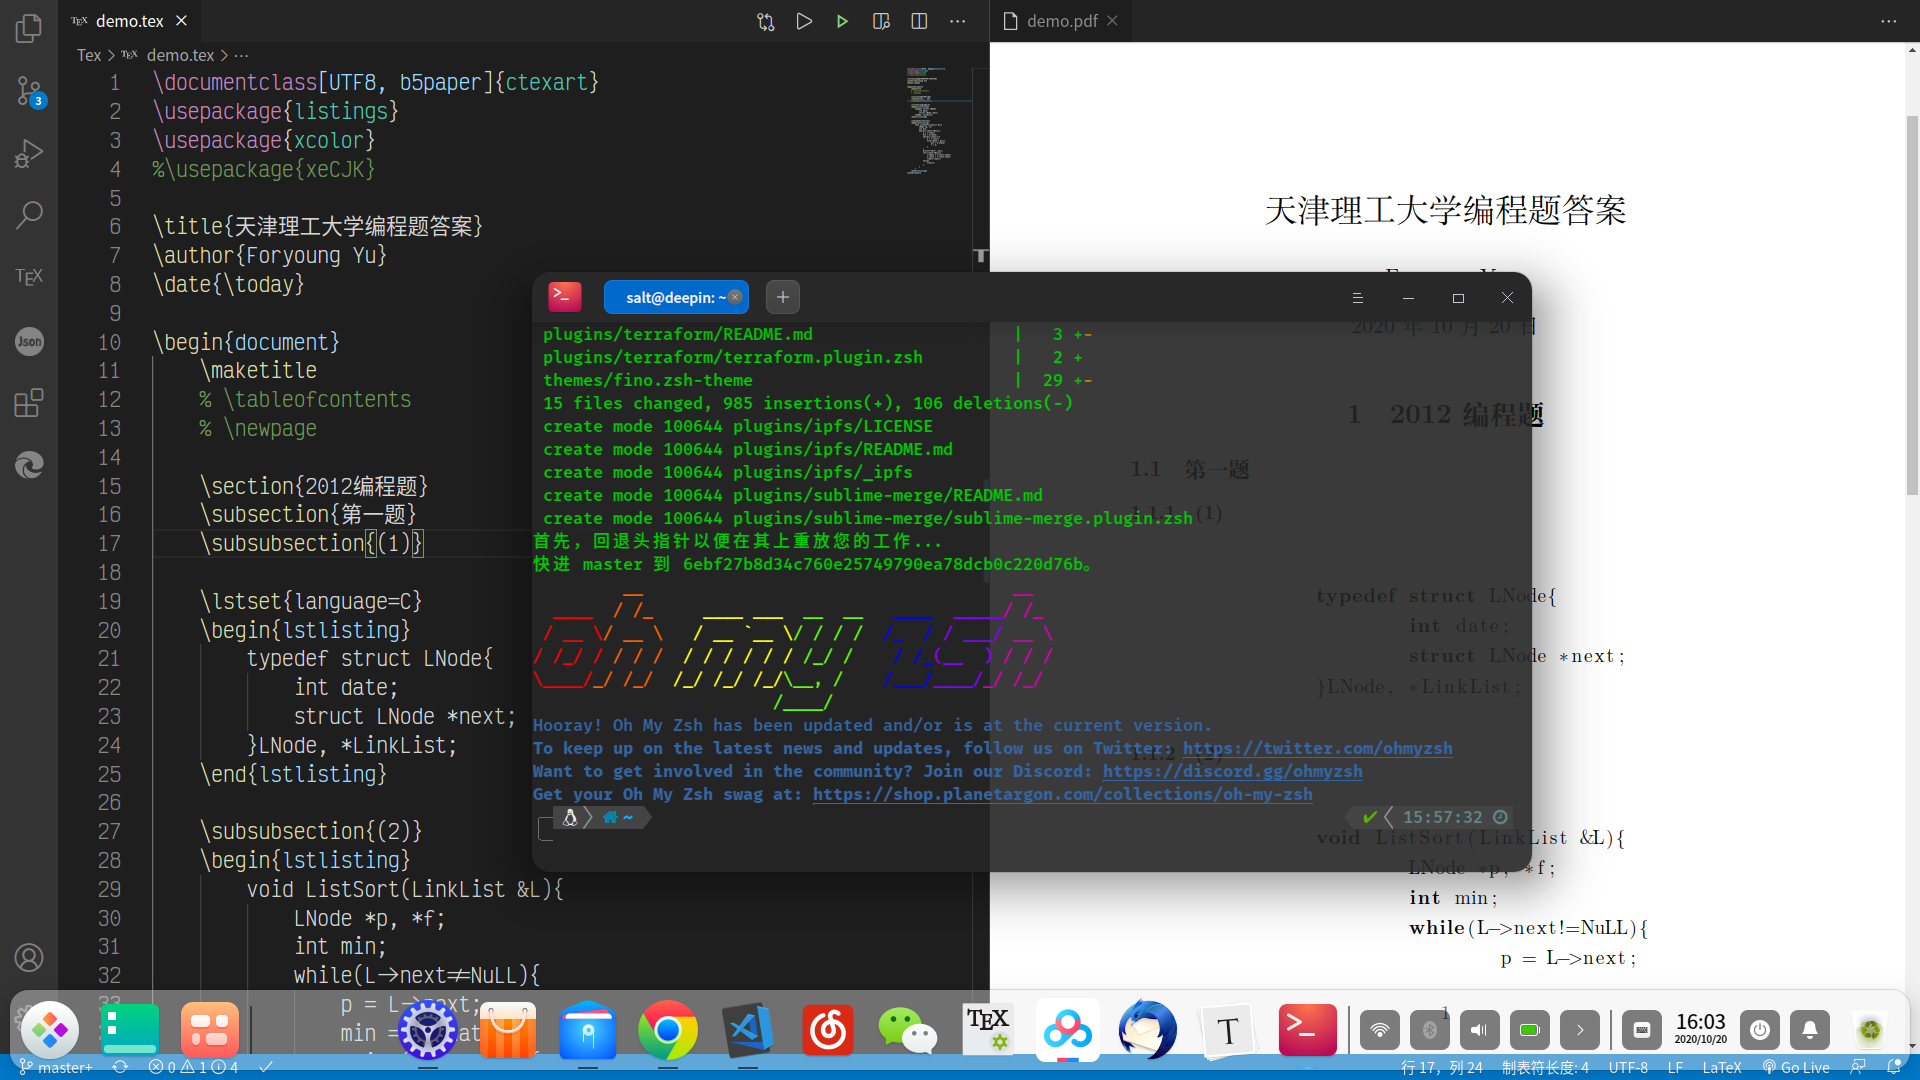 demo.tex
Tex > demo.tex > ...
1 \documentclass[UTF8, b5paper]{ctexart}
2 \usepackage{listings}
3 \usepackage{xcolor}
4 %\usepackage{xeCJK}
5
6 \title{天津理工大学编程题答案}
7 \author{Foryoung Yu}
8 \date{\today}
9
10 \begin{document}
11 \maketitle
12 % \tableofcontents
13 % \newpage
14
15 \section{2012编程题}
16 \subsection{第一题}
17 \subsubsection{(1)}
18
19 \lstset{language=C}
20 \begin{lstlisting}
21 typedef struct LNode{
22 int date;
23 struct LNode *next;
24 }LNode, *LinkList;
25 \end{lstlisting}
26
27 \subsubsection{(2)}
28 \begin{lstlisting}
29 void ListSort(LinkList &L){
30 LNode *p, *f;
31 int min;
32 while(L->next!=NuLL){
33 p = L->next;
min =
3
TEX
Json
demo.pdf
天津理工大学编程题答案
2020 年 10 月 20 日
1 2012 编程题
1.1 第一题
1.1.1 (1)
typedef struct LNode{
int date;
struct LNode *next;
}LNode, *LinkList;
1.1.2 (2)
void ListSort(LinkList &L){
LNode *p, *f;
int min;
while(L->next!=NuLL){
p = L->next;
1
salt@deepin: ~
plugins/terraform/README.md | 3 +-
plugins/terraform/terraform.plugin.zsh | 2 +
themes/fino.zsh-theme | 29 +-
15 files changed, 985 insertions(+), 106 deletions(-)
create mode 100644 plugins/ipfs/LICENSE
create mode 100644 plugins/ipfs/README.md
create mode 100644 plugins/ipfs/_ipfs
create mode 100644 plugins/sublime-merge/README.md
create mode 100644 plugins/sublime-merge/sublime-merge.plugin.zsh
首先，回退头指针以便在其上重放您的工作...
快进 master 到 6ebf27b8d34c760e25749790ea78dcb0c220d76b。
oh my zsh
Hooray! Oh My Zsh has been updated and/or is at the current version.
To keep up on the latest news and updates, follow us on Twitter: https://twitter.com/ohmyzsh
Want to get involved in the community? Join our Discord: https://discord.gg/ohmyzsh
Get your Oh My Zsh swag at: https://shop.planetargon.com/collections/oh-my-zsh
~ 15:57:32
TEX
T
16:03
2020/10/20
master+ 0 1 4 行 17，列 24 制表符长度: 4 UTF-8 LF LaTeX Go Live